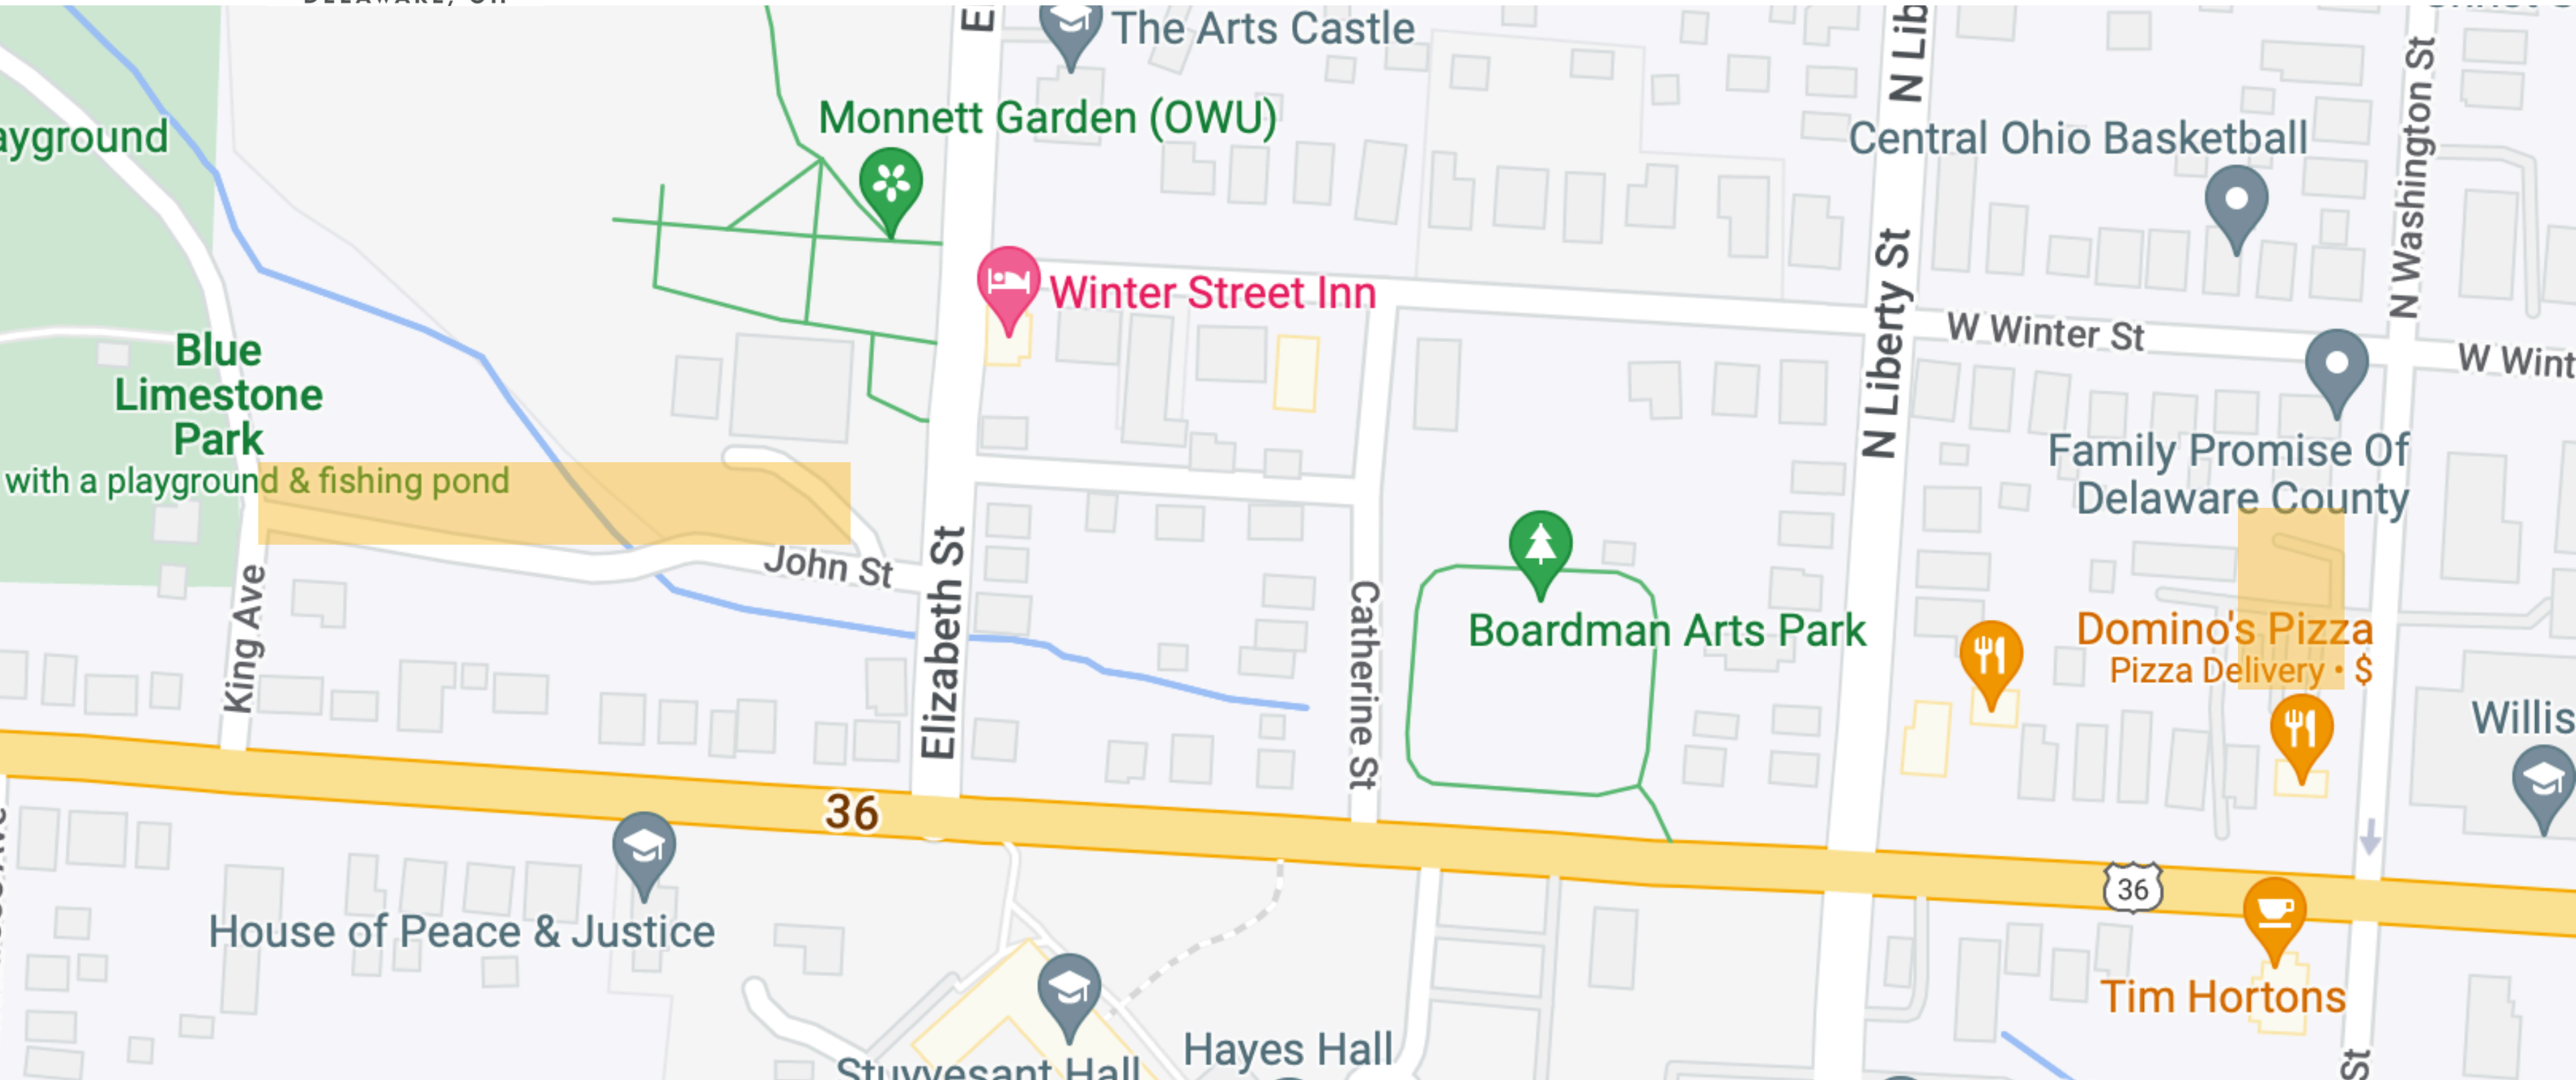 DELAWARE, OH
The Arts Castle
N Lib
Monnett Garden (OWU)
Central Ohio Basketball
ayground
N Washington St
Winter Street Inn
N Liberty St
W Winter St
W Wint
Blue
Limestone
Park
with a playground & fishing pond
Family Promise Of
Delaware County
John St
Elizabeth St
King Ave
Catherine St
Boardman Arts Park
Domino's Pizza
Pizza Delivery • $
Willis
36
36
House of Peace & Justice
Tim Hortons
Hayes Hall
Stuyvesant Hall
St